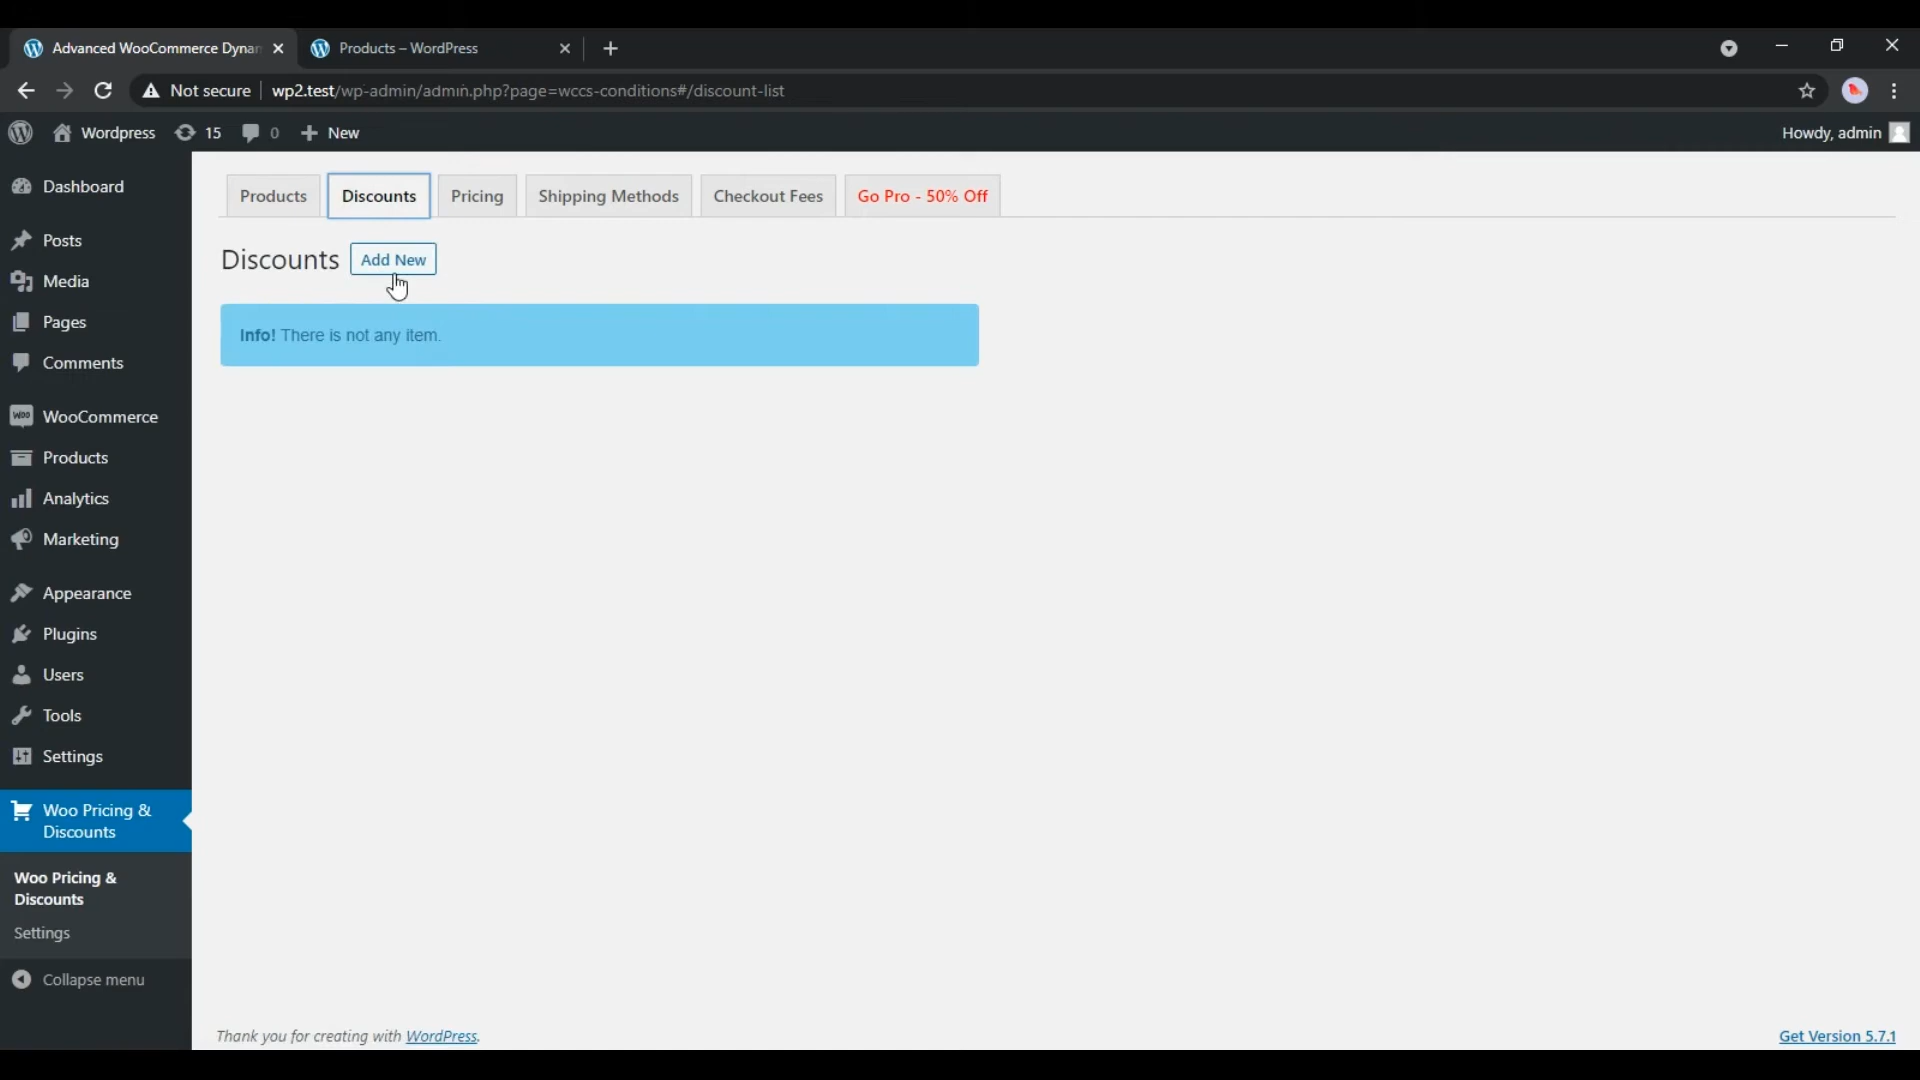 Advanced WooCommerce Dynar
Products – WordPress
Not secure wp2.test/wp-admin/admin.php?page=wccs-conditions#/discount-list
Wordpress 15 0 New
Howdy, admin
Dashboard
Posts
Media
Pages
Comments
WooCommerce
Products
Analytics
Marketing
Appearance
Plugins
Users
Tools
Settings
Woo Pricing &
Discounts
Woo Pricing &
Discounts
Settings
Collapse menu
Products Discounts Pricing Shipping Methods Checkout Fees Go Pro - 50% Off
Discounts Add New
Info! There is not any item.
Thank you for creating with WordPress.
Get Version 5.7.1